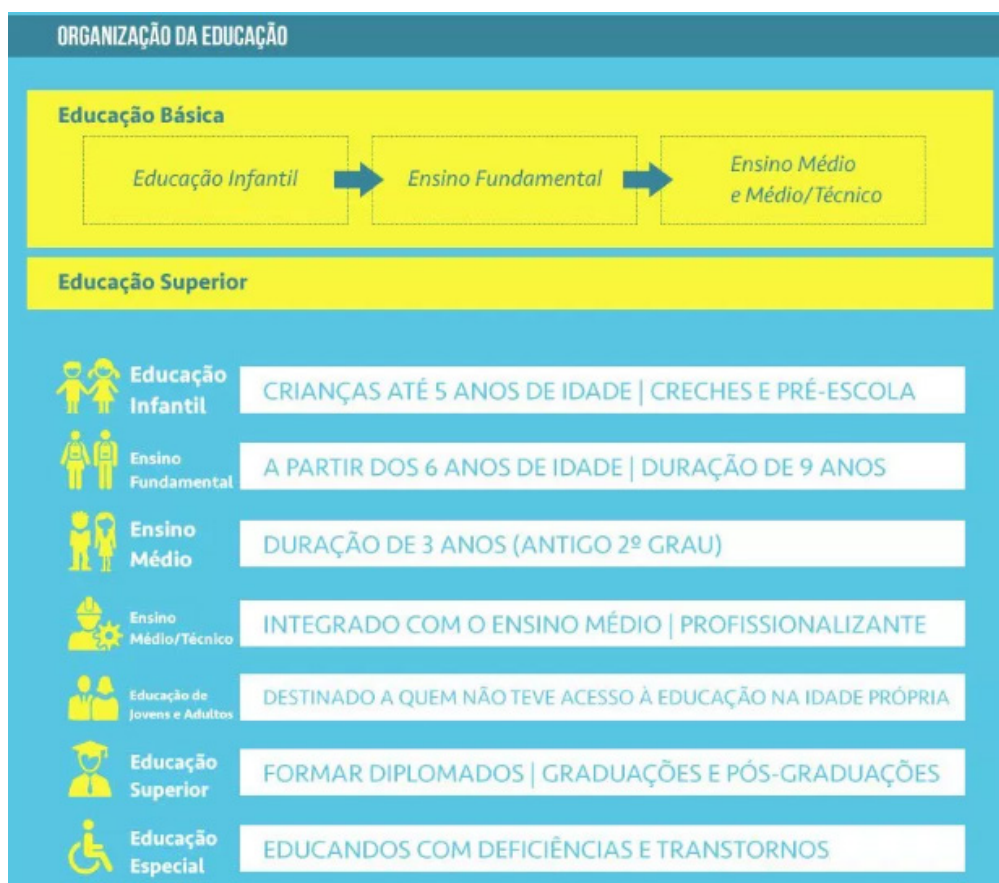 ORGANIZAÇÃO DA EDUCAÇÃO
Educação Básica
Educação Infantil
Ensino Fundamental
Ensino Médio
e Médio/Técnico
Educação Superior
Educação
Infantil
CRIANÇAS ATÉ 5 ANOS DE IDADE | CRECHES E PRÉ-ESCOLA
Ensino
Fundamental
A PARTIR DOS 6 ANOS DE IDADE | DURAÇÃO DE 9 ANOS
Ensino
Médio
DURAÇÃO DE 3 ANOS (ANTIGO 2º GRAU)
Ensino
Médio/Técnico
INTEGRADO COM O ENSINO MÉDIO | PROFISSIONALIZANTE
Educação de
Jovens e Adultos
DESTINADO A QUEM NÃO TEVE ACESSO À EDUCAÇÃO NA IDADE PRÓPRIA
Educação
Superior
FORMAR DIPLOMADOS | GRADUAÇÕES E PÓS-GRADUAÇÕES
Educação
Especial
EDUCANDOS COM DEFICIÊNCIAS E TRANSTORNOS